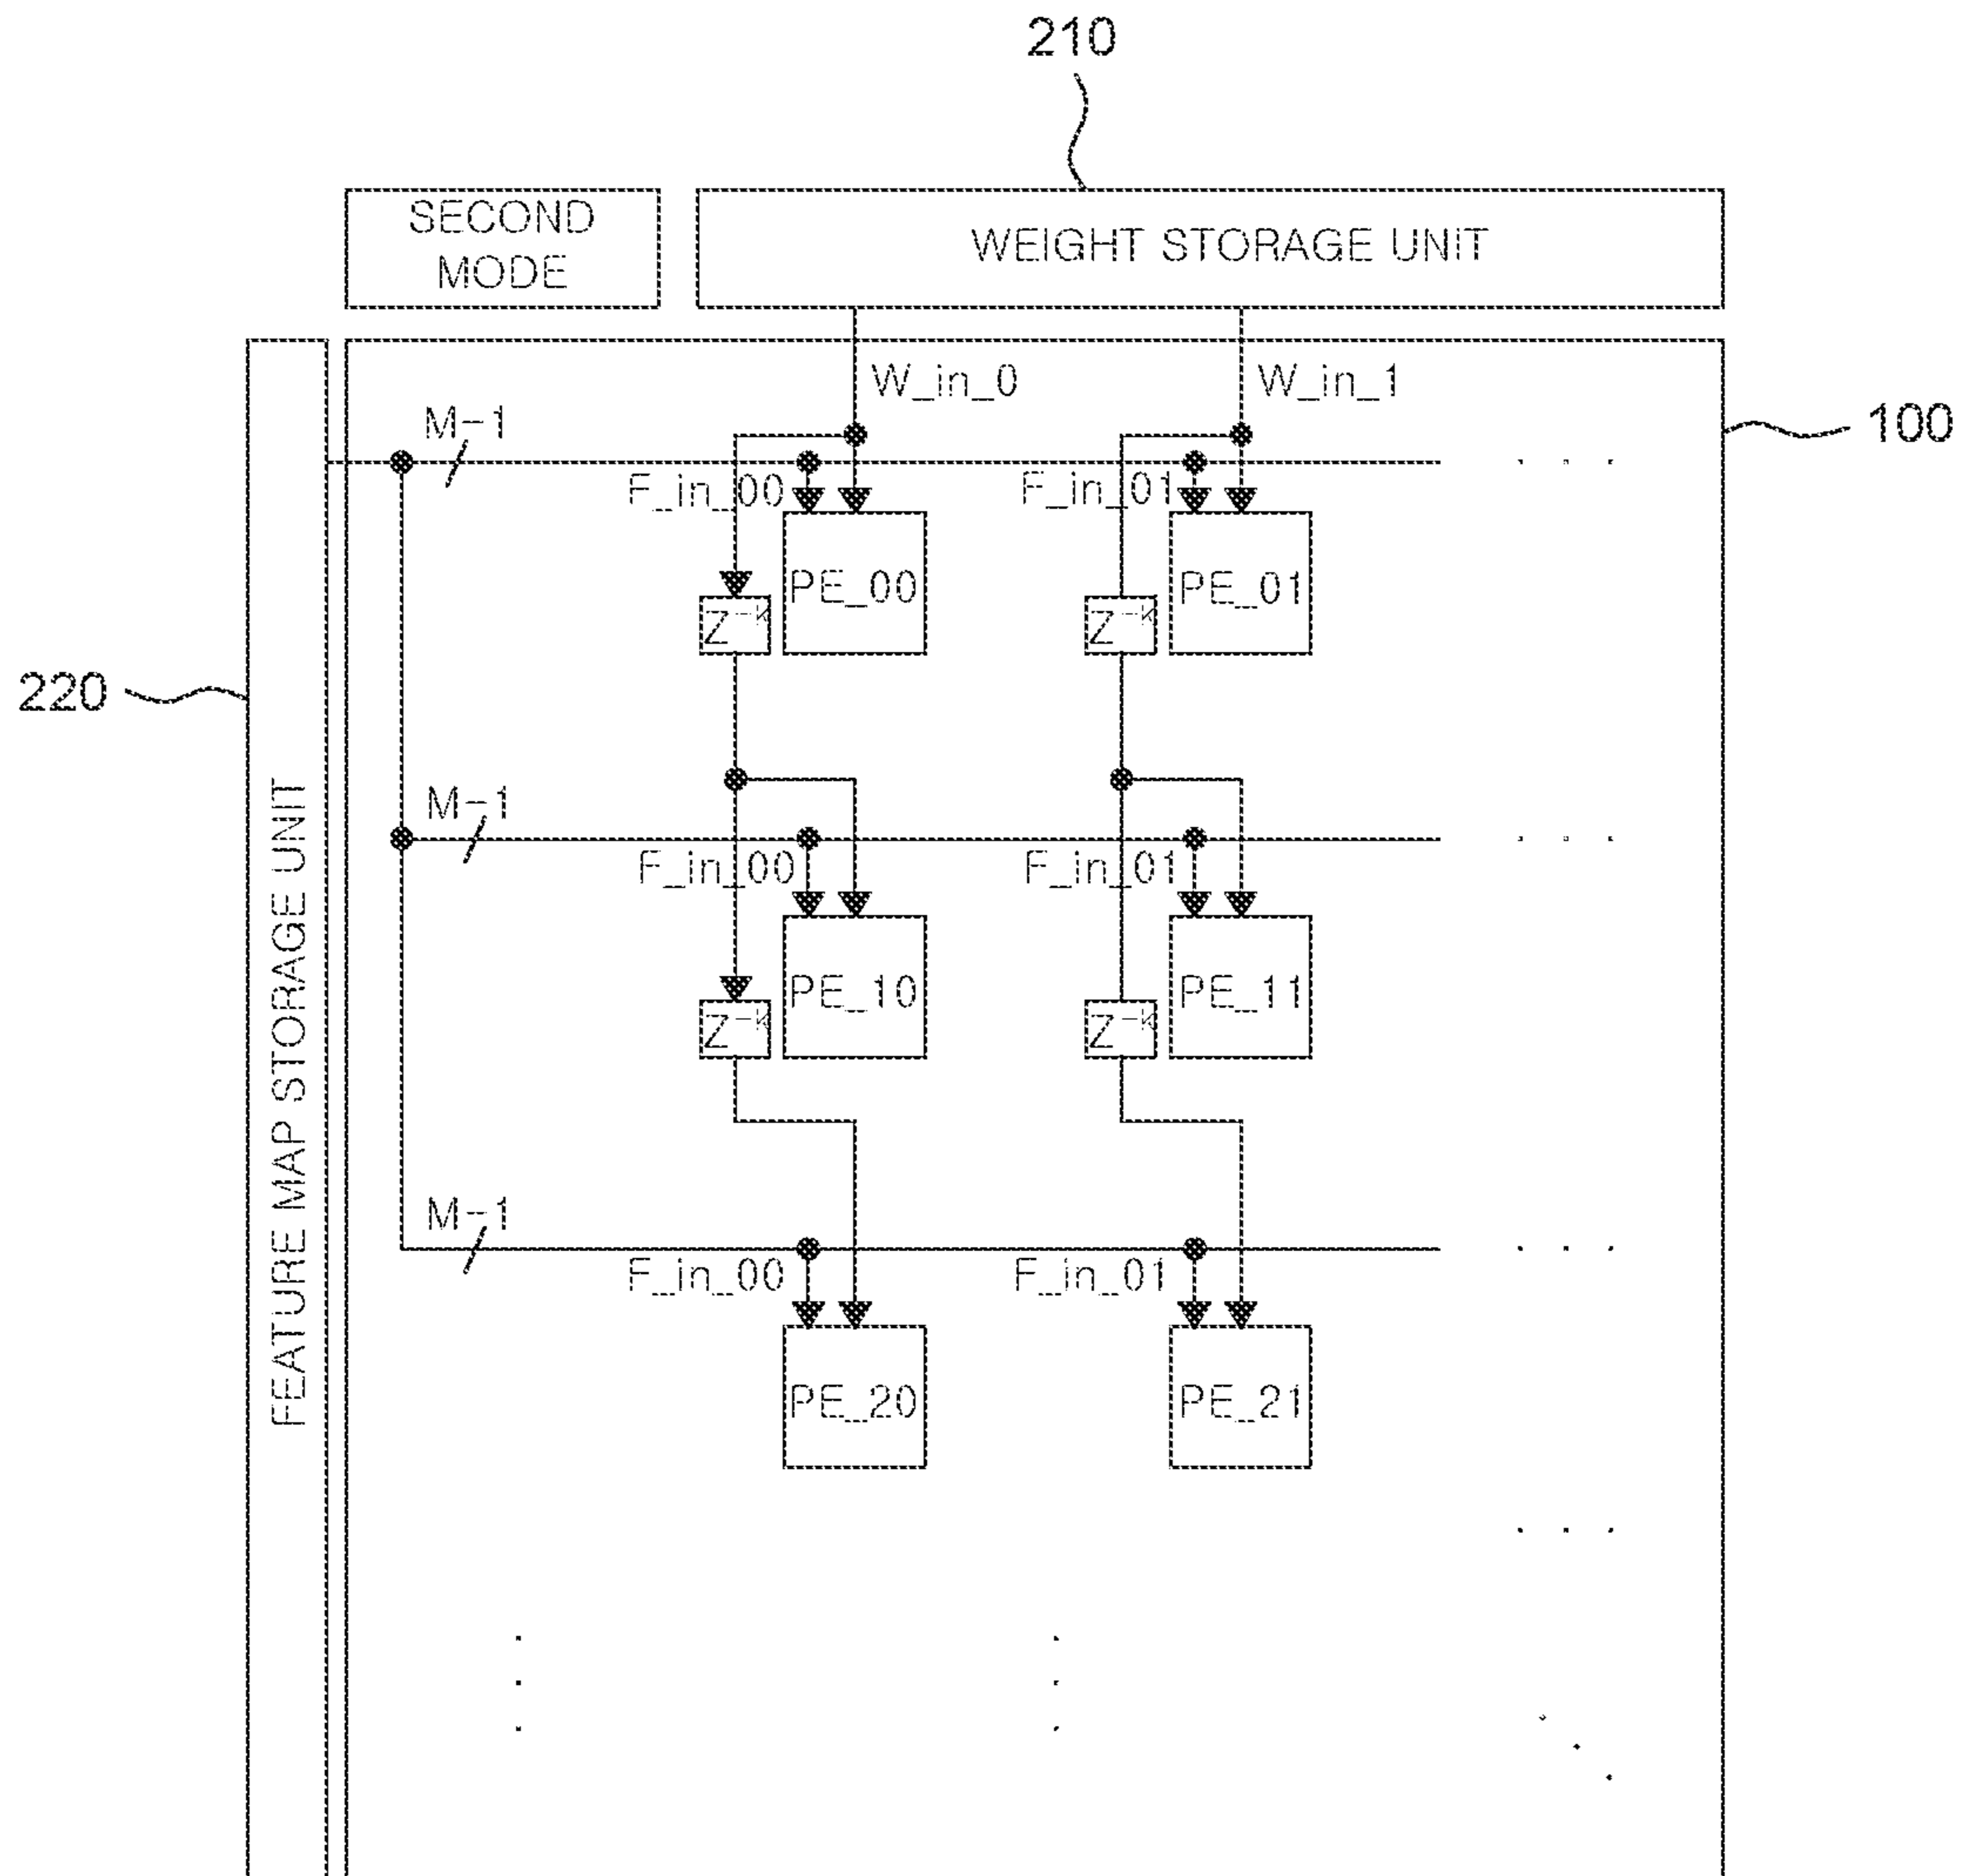 210
SECOND
MODE
WEIGHT STORAGE UNIT
W_in_0
W_in_1
100
M-1
F_in_00
F_in_01
PE_00
PE_01
Z^-k
Z^-k
220
FEATURE MAP STORAGE UNIT
M-1
F_in_00
F_in_01
PE_10
PE_11
Z^-k
Z^-k
M-1
F_in_00
F_in_01
PE_20
PE_21